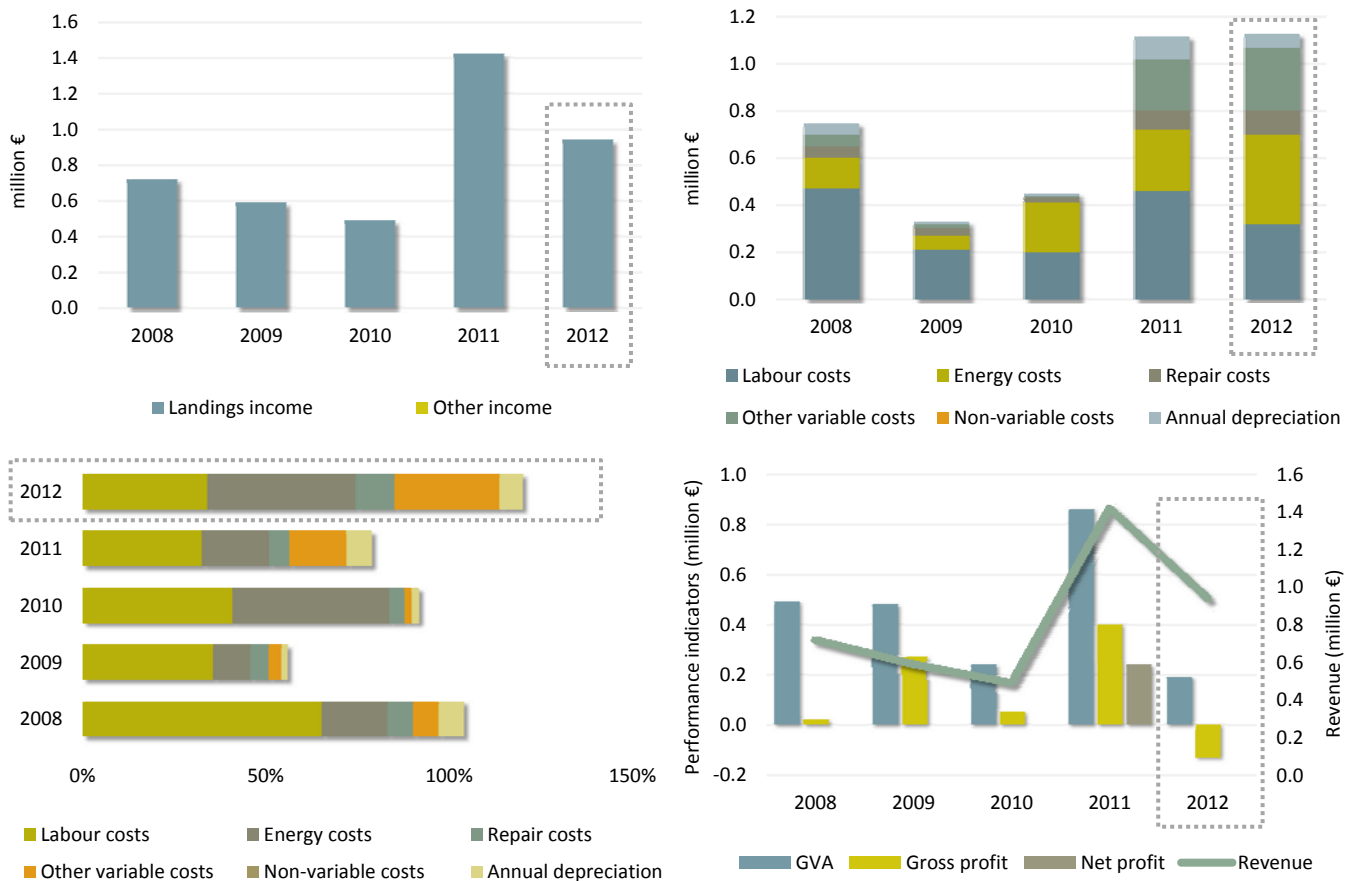 million €
1.6
1.4
1.2
1.0
0.8
0.6
0.4
0.2
0.0
2008 2009 2010 2011 2012
Landings income Other income
million €
1.2
1.0
0.8
0.6
0.4
0.2
0.0
2008 2009 2010 2011 2012
Labour costs Energy costs Repair costs
Other variable costs Non-variable costs Annual depreciation
2012
2011
2010
2009
2008
0% 50% 100% 150%
Labour costs Energy costs Repair costs
Other variable costs Non-variable costs Annual depreciation
Performance indicators (million €)
1.0
0.8
0.6
0.4
0.2
0.0
-0.2
1.6
1.4
1.2
1.0
0.8
0.6
0.4
0.2
0.0
Revenue (million €)
2008 2009 2010 2011 2012
GVA Gross profit Net profit Revenue